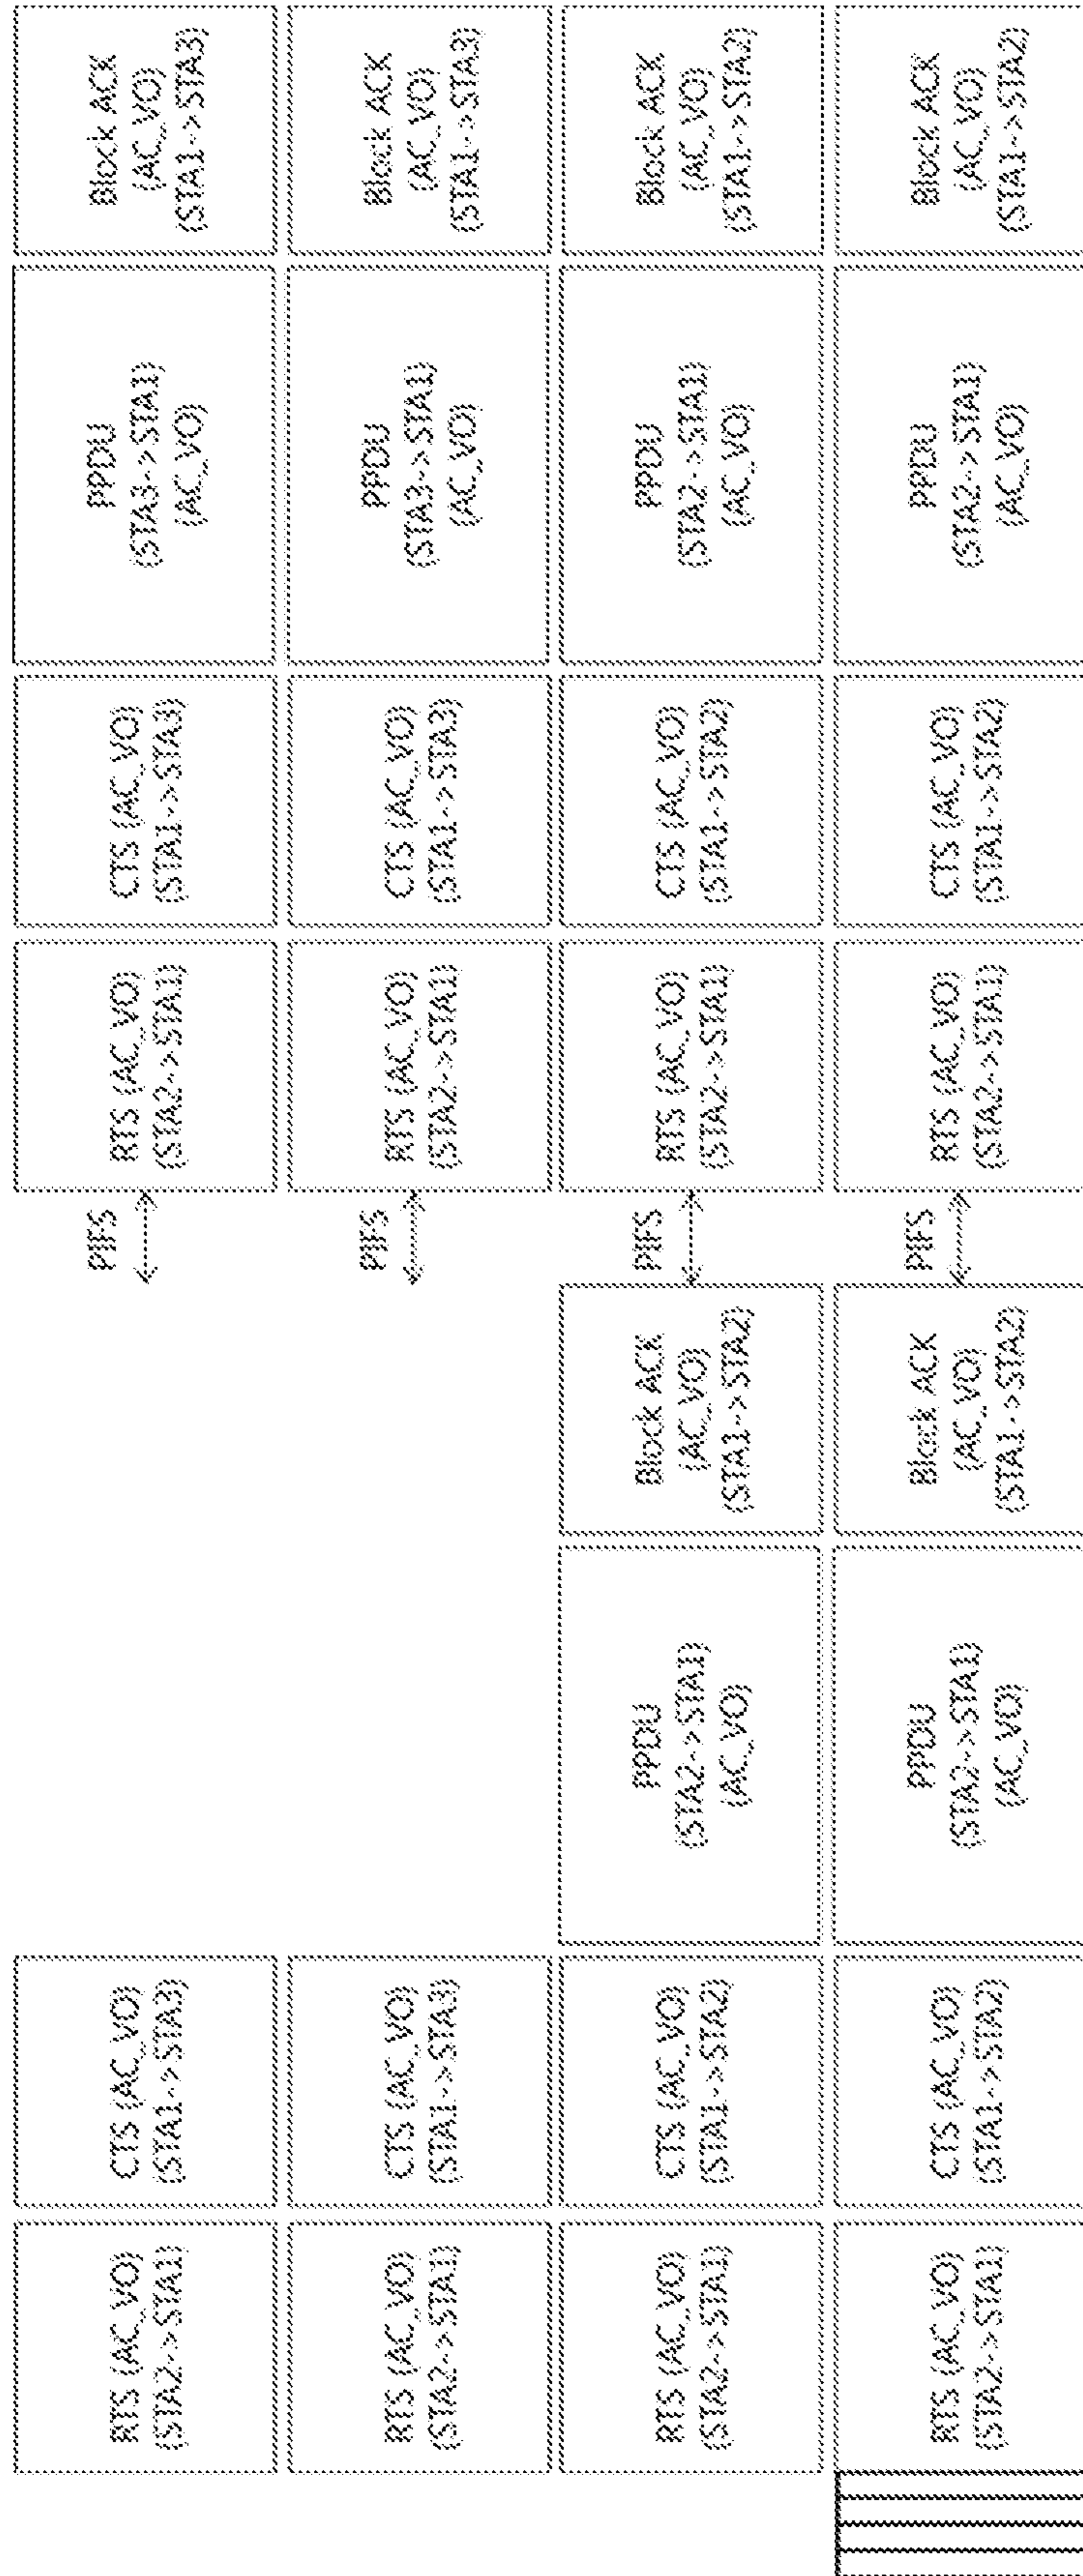 RTS (AC_VO)
(STA2->STA1)
CTS (AC_VO)
(STA1->STA3)
PIFS
RTS (AC_VO)
(STA2->STA1)
CTS (AC_VO)
(STA1->STA3)
PPDU
(STA3->STA1)
(AC_VO)
Block ACK
(AC_VO)
(STA1->STA3)
RTS (AC_VO)
(STA2->STA1)
CTS (AC_VO)
(STA1->STA3)
PIFS
RTS (AC_VO)
(STA2->STA1)
CTS (AC_VO)
(STA1->STA3)
PPDU
(STA3->STA1)
(AC_VO)
Block ACK
(AC_VO)
(STA1->STA3)
RTS (AC_VO)
(STA2->STA1)
CTS (AC_VO)
(STA1->STA2)
PPDU
(STA2->STA1)
(AC_VO)
Block ACK
(AC_VO)
(STA1->STA2)
PIFS
RTS (AC_VO)
(STA2->STA1)
CTS (AC_VO)
(STA1->STA2)
PPDU
(STA2->STA1)
(AC_VO)
Block ACK
(AC_VO)
(STA1->STA2)
RTS (AC_VO)
(STA2->STA1)
CTS (AC_VO)
(STA1->STA2)
PPDU
(STA2->STA1)
(AC_VO)
Block ACK
(AC_VO)
(STA1->STA2)
PIFS
RTS (AC_VO)
(STA2->STA1)
CTS (AC_VO)
(STA1->STA2)
PPDU
(STA2->STA1)
(AC_VO)
Block ACK
(AC_VO)
(STA1->STA2)